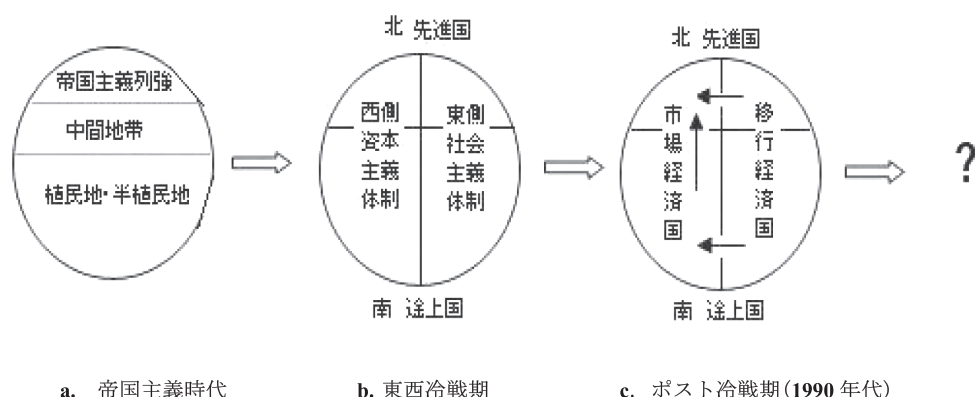 帝国主義列強
中間地帯
植民地・半植民地
北 先進国
西側
資本
主義
体制
東側
社会
主義
体制
南 途上国
北 先進国
市場経済国
移行経済国
南 途上国
?
a. 帝国主義時代
b. 東西冷戦期
c. ポスト冷戦期(1990 年代)